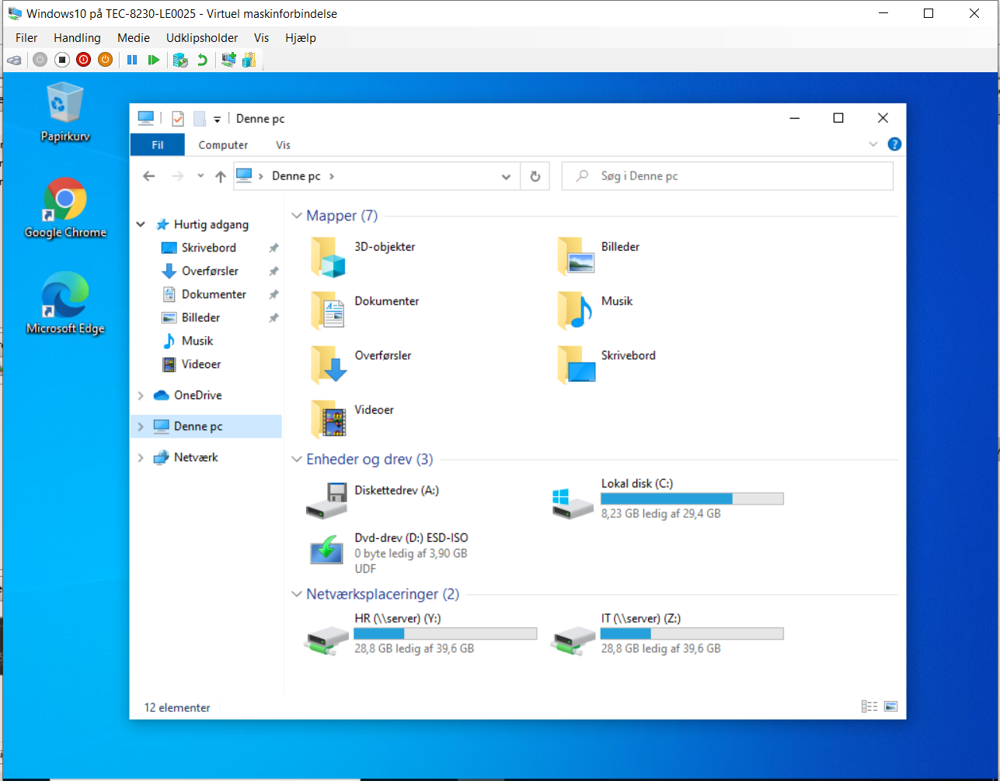 Windows10 på TEC-8230-LE0025 - Virtuel maskinforbindelse
Filer Handling Medie Udklipsholder Vis Hjælp
Papirkurv
Google Chrome
Microsoft Edge
Denne pc
Fil Computer Vis
Denne pc
Søg i Denne pc
Hurtig adgang
Skrivebord
Overførsler
Dokumenter
Billeder
Musik
Videoer
OneDrive
Denne pc
Netværk
Mapper (7)
3D-objekter
Billeder
Dokumenter
Musik
Overførsler
Skrivebord
Videoer
Enheder og drev (3)
Diskettedrev (A:)
Lokal disk (C:)
8,23 GB ledig af 29,4 GB
Dvd-drev (D:) ESD-ISO
0 byte ledig af 3,90 GB
UDF
Netværksplaceringer (2)
HR (\\server) (Y:)
28,8 GB ledig af 39,6 GB
IT (\\server) (Z:)
28,8 GB ledig af 39,6 GB
12 elementer